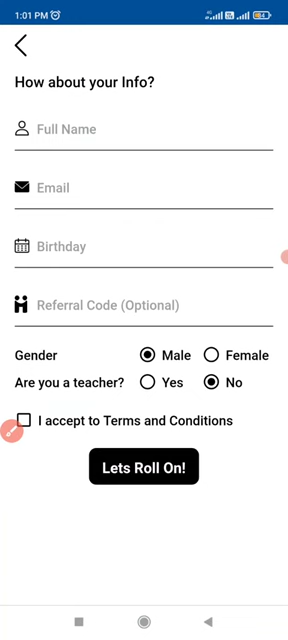 1:01 PM
How about your Info?
Full Name
Email
Birthday
Referral Code (Optional)
Gender Male Female
Are you a teacher? Yes No
I accept to Terms and Conditions
Lets Roll On!